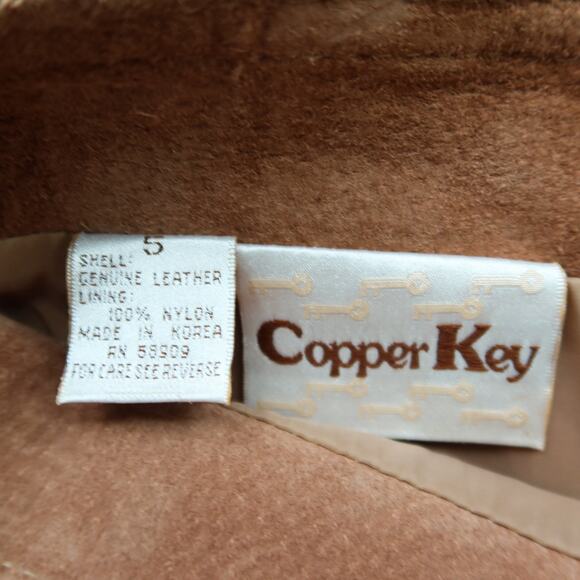 5
SHELL:
GENUINE LEATHER
LINING:
100% NYLON
MADE IN KOREA
RN 58909
FOR CARE SEE REVERSE
Copper Key